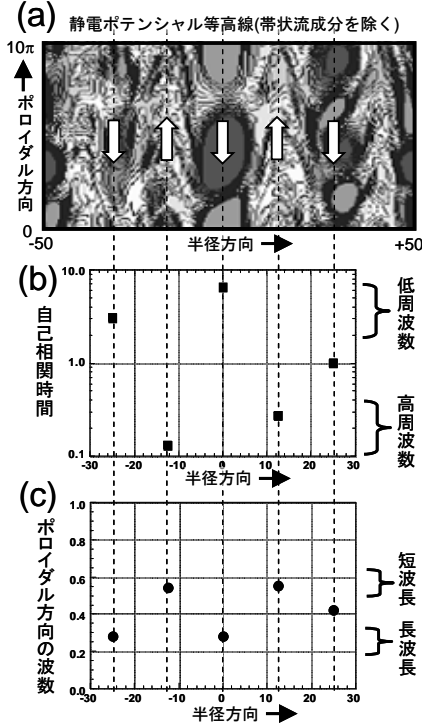 (a)
静電ポテンシャル等高線(帯状流成分を除く)
10π
ポロイダル方向
0
-50
半径方向
+50
(b)
10.0
1.0
0.1
自己相関時間
低周波数
高周波数
-30 -20 -10 0 10 20 30
半径方向
(c)
1.0
0.8
0.6
0.4
0.2
0.0
ポロイダル方向の波数
短波長
長波長
-30 -20 -10 0 10 20 30
半径方向